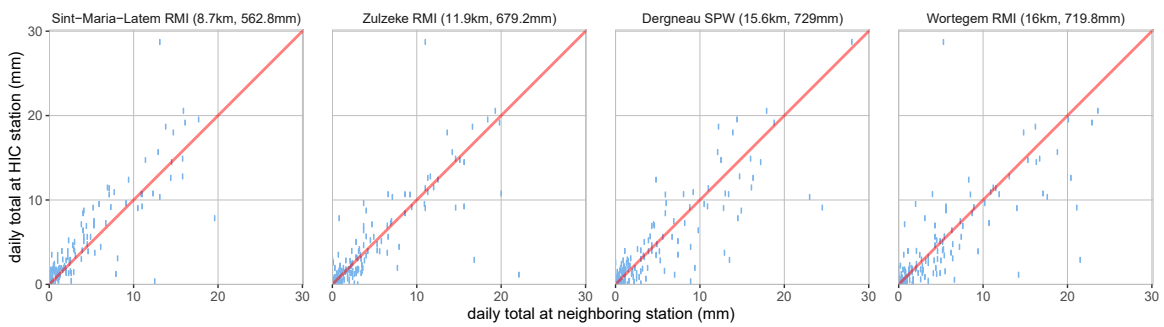 Sint−Maria−Latem RMI (8.7km, 562.8mm)
Zulzeke RMI (11.9km, 679.2mm)
Dergneau SPW (15.6km, 729mm)
Wortegem RMI (16km, 719.8mm)
daily total at HIC station (mm)
30
20
10
0
0 10 20 30
0 10 20 30
0 10 20 30
0 10 20 30
daily total at neighboring station (mm)